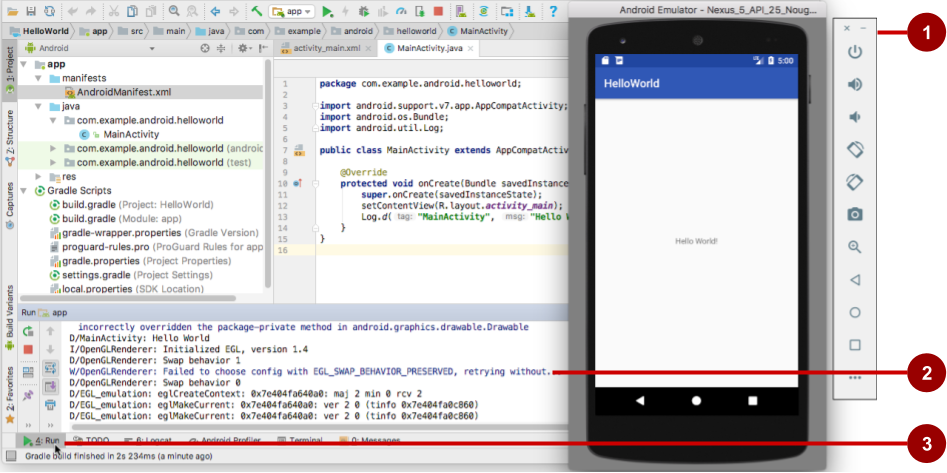 Android Emulator - Nexus_5_API_25_Noug...
app
HelloWorld app src main java com example android helloworld MainActivity
Android
activity_main.xml × MainActivity.java ×
1: Project
Z: Structure
Captures
Build Variants
2: Favorites
app
manifests
AndroidManifest.xml
java
com.example.android.helloworld
MainActivity
com.example.android.helloworld (androic
com.example.android.helloworld (test)
res
Gradle Scripts
build.gradle (Project: HelloWorld)
build.gradle (Module: app)
gradle-wrapper.properties (Gradle Version)
proguard-rules.pro (ProGuard Rules for app
gradle.properties (Project Properties)
settings.gradle (Project Settings)
local.properties (SDK Location)
1 package com.example.android.helloworld;
2
3 import android.support.v7.app.AppCompatActivity;
4 import android.os.Bundle;
5 import android.util.Log;
6
7 public class MainActivity extends AppCompatActiv
8
9 @Override
10 protected void onCreate(Bundle savedInstance
11 super.onCreate(savedInstanceState);
12 setContentView(R.layout.activity_main);
13 Log.d( tag: "MainActivity", msg: "Hello W
14 }
15 }
16
5:00
HelloWorld
Hello World!
1
Run app
incorrectly overridden the package-private method in android.graphics.drawable.Drawable
D/MainActivity: Hello World
I/OpenGLRenderer: Initialized EGL, version 1.4
D/OpenGLRenderer: Swap behavior 1
W/OpenGLRenderer: Failed to choose config with EGL_SWAP_BEHAVIOR_PRESERVED, retrying without..
D/OpenGLRenderer: Swap behavior 0
D/EGL_emulation: eglCreateContext: 0x7e404fa640a0: maj 2 min 0 rcv 2
D/EGL_emulation: eglMakeCurrent: 0x7e404fa640a0: ver 2 0 (tinfo 0x7e404fa0c860)
D/EGL_emulation: eglMakeCurrent: 0x7e404fa640a0: ver 2 0 (tinfo 0x7e404fa0c860)
2
4: Run TODO 6: Logcat Android Profiler Terminal 0: Messages
3
Gradle build finished in 2s 234ms (a minute ago)